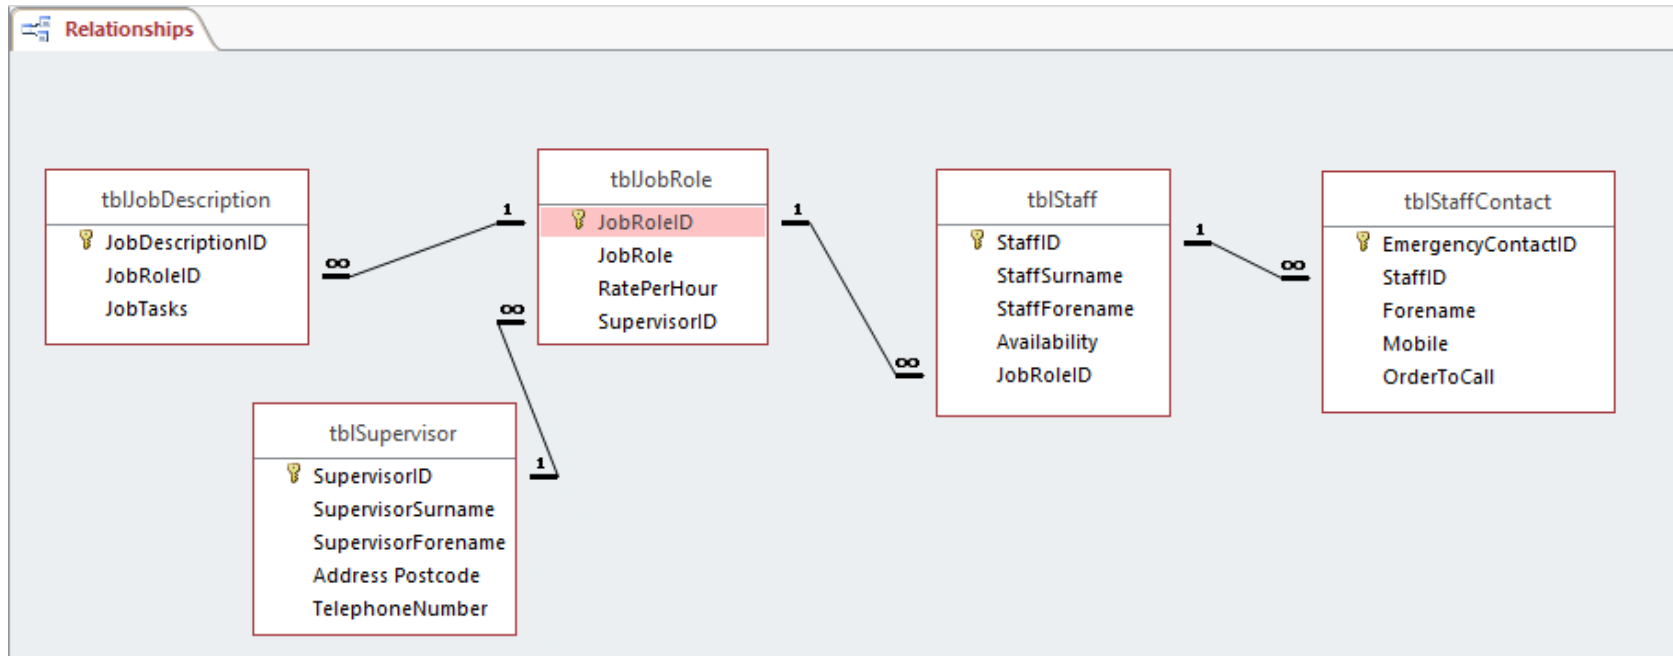 Relationships
tblJobDescription
JobDescriptionID
JobRoleID
JobTasks
1
∞
tblJobRole
JobRoleID
JobRole
RatePerHour
SupervisorID
1
∞
∞
1
tblSupervisor
SupervisorID
SupervisorSurname
SupervisorForename
Address Postcode
TelephoneNumber
tblStaff
StaffID
StaffSurname
StaffForename
Availability
JobRoleID
1
∞
tblStaffContact
EmergencyContactID
StaffID
Forename
Mobile
OrderToCall